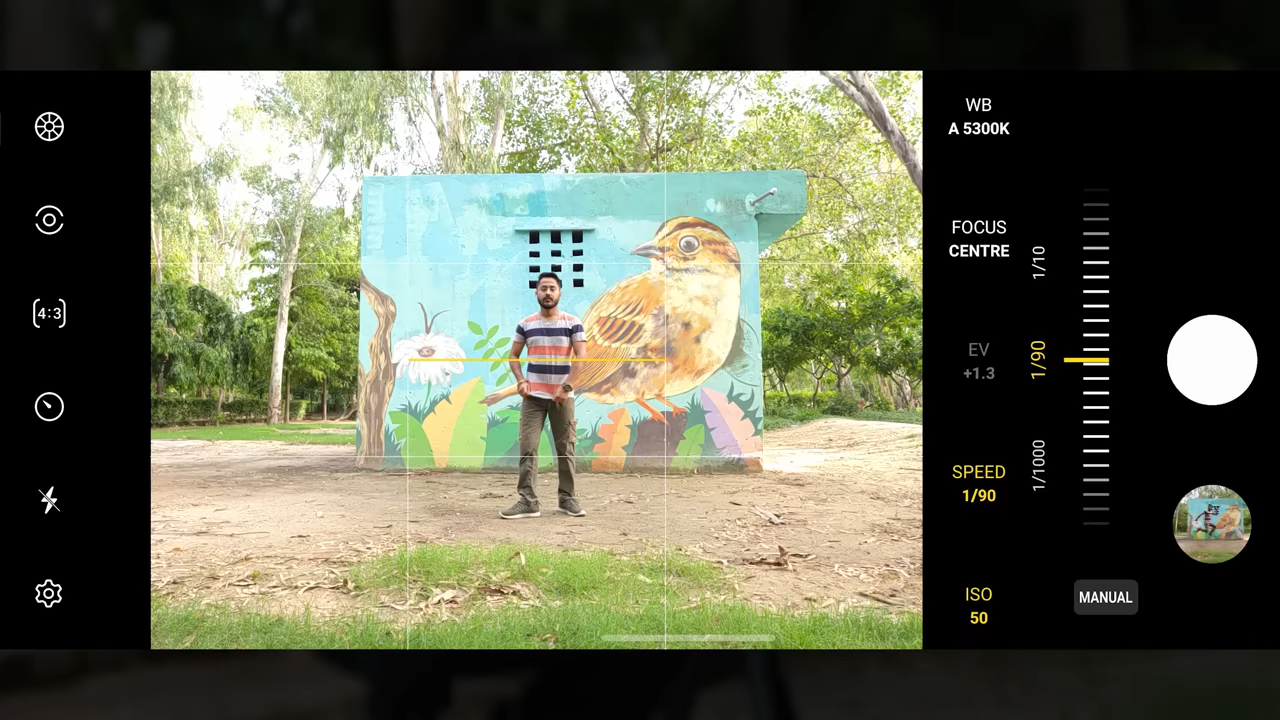 4:3
WB
A 5300K
FOCUS
CENTRE
EV
+1.3
SPEED
1/90
ISO
50
1/10
1/90
1/1000
MANUAL